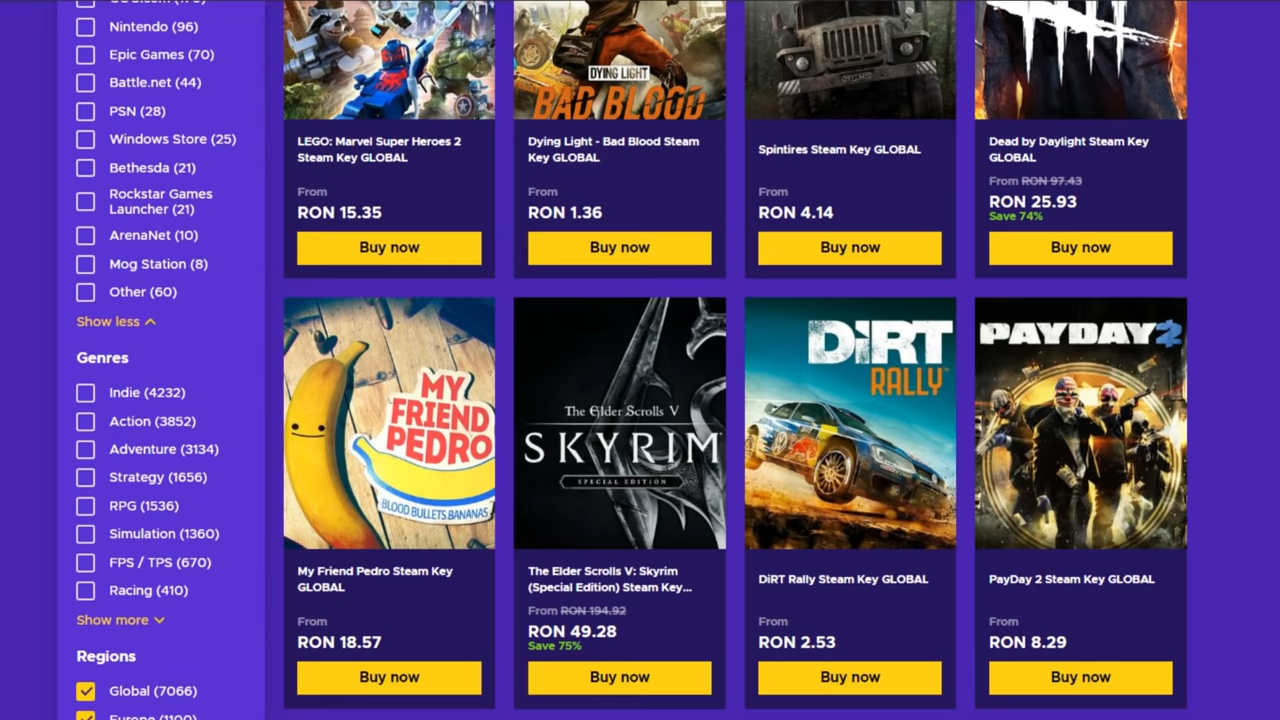 Nintendo (96)
Epic Games (70)
Battle.net (44)
PSN (28)
Windows Store (25)
Bethesda (21)
Rockstar Games
Launcher (21)
ArenaNet (10)
Mog Station (8)
Other (60)
Show less
Genres
Indie (4232)
Action (3852)
Adventure (3134)
Strategy (1656)
RPG (1536)
Simulation (1360)
FPS / TPS (670)
Racing (410)
Show more
Regions
Global (7066)
Europe (1100)
LEGO: Marvel Super Heroes 2
Steam Key GLOBAL
From
RON 15.35
Buy now
DYING LIGHT
BAD BLOOD
Dying Light - Bad Blood Steam
Key GLOBAL
From
RON 1.36
Buy now
Spintires Steam Key GLOBAL
From
RON 4.14
Buy now
Dead by Daylight Steam Key
GLOBAL
From RON 97.43
RON 25.93
Save 74%
Buy now
MY
FRIEND
PEDRO
BLOOD BULLETS BANANAS
My Friend Pedro Steam Key
GLOBAL
From
RON 18.57
Buy now
The Elder Scrolls V
SKYRIM
SPECIAL EDITION
The Elder Scrolls V: Skyrim
(Special Edition) Steam Key...
From RON 194.92
RON 49.28
Save 75%
Buy now
DiRT
RALLY
DiRT Rally Steam Key GLOBAL
From
RON 2.53
Buy now
PAYDAY 2
PayDay 2 Steam Key GLOBAL
From
RON 8.29
Buy now